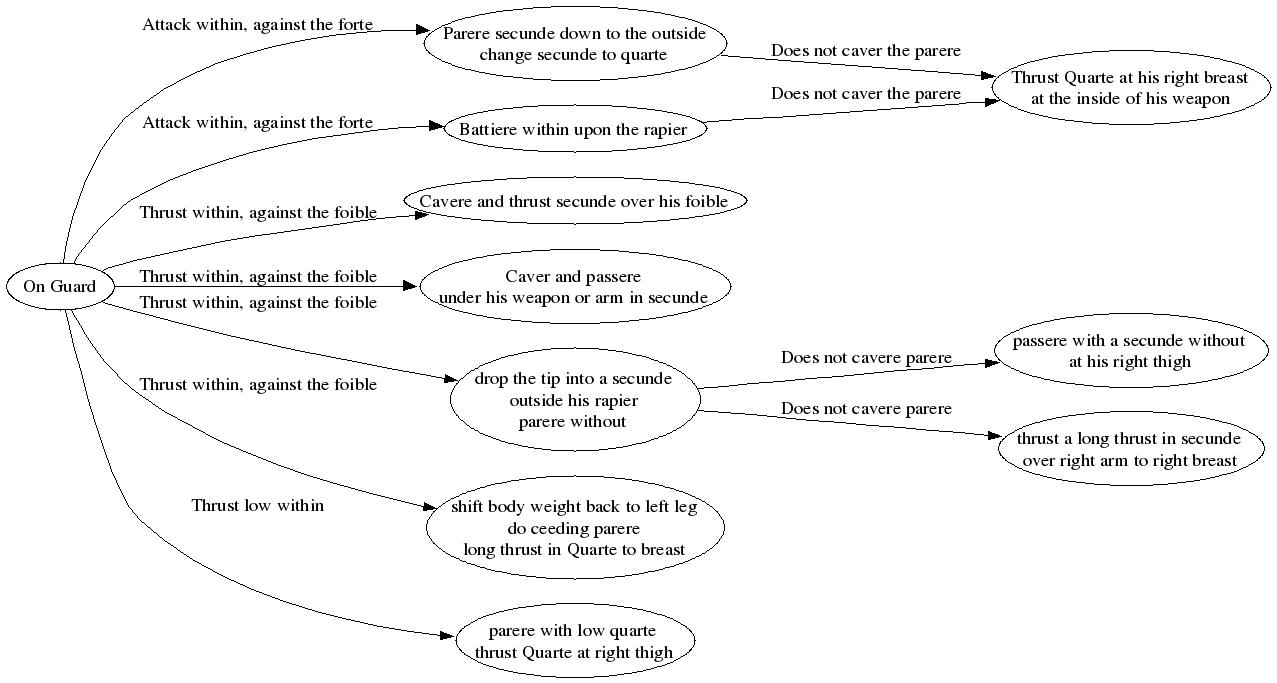 Attack within, against the forte
Parere secunde down to the outside
change secunde to quarte
Does not caver the parere
Thrust Quarte at his right breast
at the inside of his weapon
Does not caver the parere
Attack within, against the forte
Battiere within upon the rapier
Thrust within, against the foible
Cavere and thrust secunde over his foible
On Guard
Thrust within, against the foible
Caver and passere
under his weapon or arm in secunde
Thrust within, against the foible
drop the tip into a secunde
outside his rapier
parere without
Does not cavere parere
passere with a secunde without
at his right thigh
Does not cavere parere
thrust a long thrust in secunde
over right arm to right breast
Thrust within, against the foible
shift body weight back to left leg
do ceeding parere
long thrust in Quarte to breast
Thrust low within
parere with low quarte
thrust Quarte at right thigh